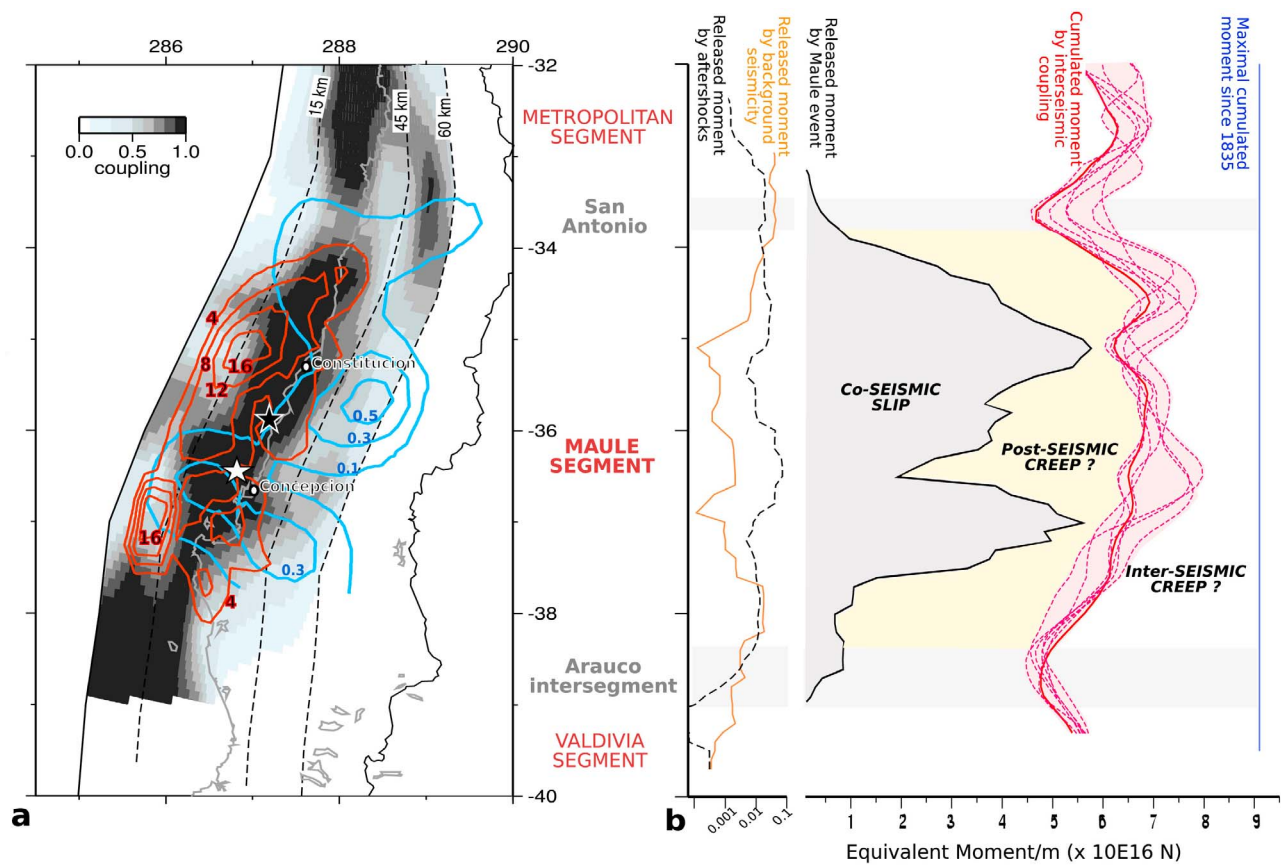 286
288
290
-32
-34
-36
-38
-40
0.0 0.5 1.0
coupling
15 km
45 km
60 km
4
8
16
12
Constitucion
0.5
0.3
0.1
Concepcion
16
0.3
4
a
METROPOLITAN
SEGMENT
San
Antonio
MAULE
SEGMENT
Arauco
intersegment
VALDIVIA
SEGMENT
Released moment
by aftershocks
Released moment
by background
seismicity
Released moment
by Maule event
Cumulated moment
by interseismic
coupling
Maximal cumulated
moment since 1835
Co-SEISMIC
SLIP
Post-SEISMIC
CREEP ?
Inter-SEISMIC
CREEP ?
b
0.001
0.01
0.1
1 2 3 4 5 6 7 8 9
Equivalent Moment/m (x 10E16 N)